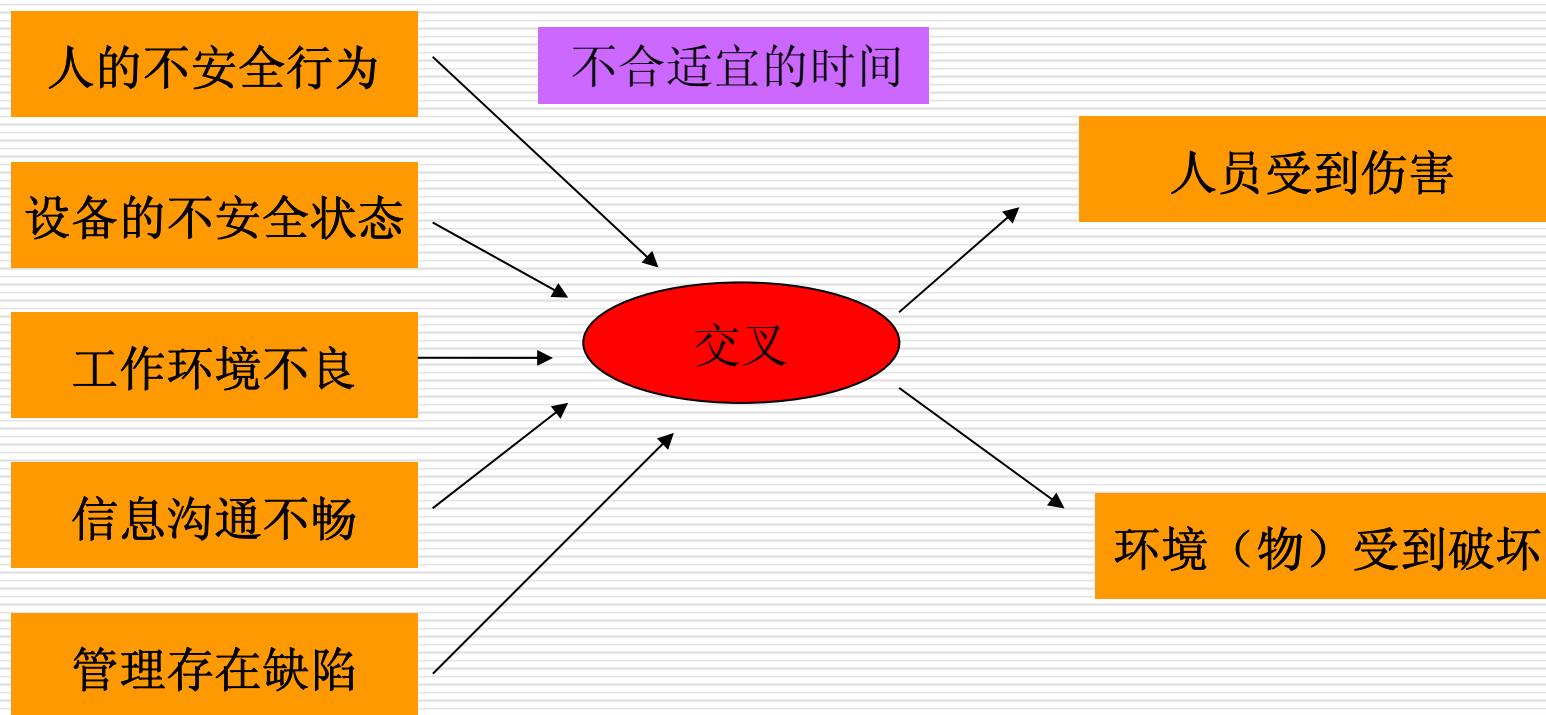 人的不安全行为
不合适宜的时间
人员受到伤害
设备的不安全状态
交叉
工作环境不良
信息沟通不畅
环境（物）受到破坏
管理存在缺陷